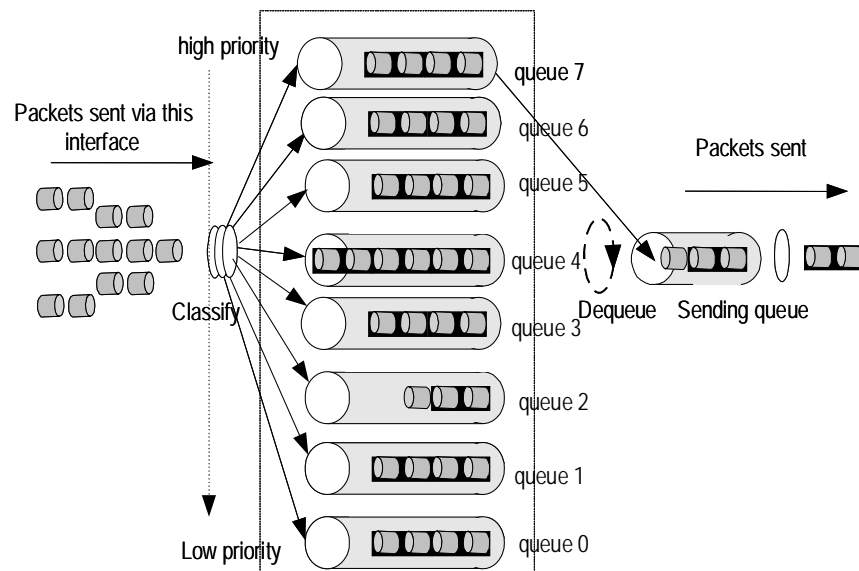 high priority
Packets sent via this
interface
Classify
Low priority
queue 7
queue 6
queue 5
queue 4
queue 3
queue 2
queue 1
queue 0
Dequeue
Sending queue
Packets sent